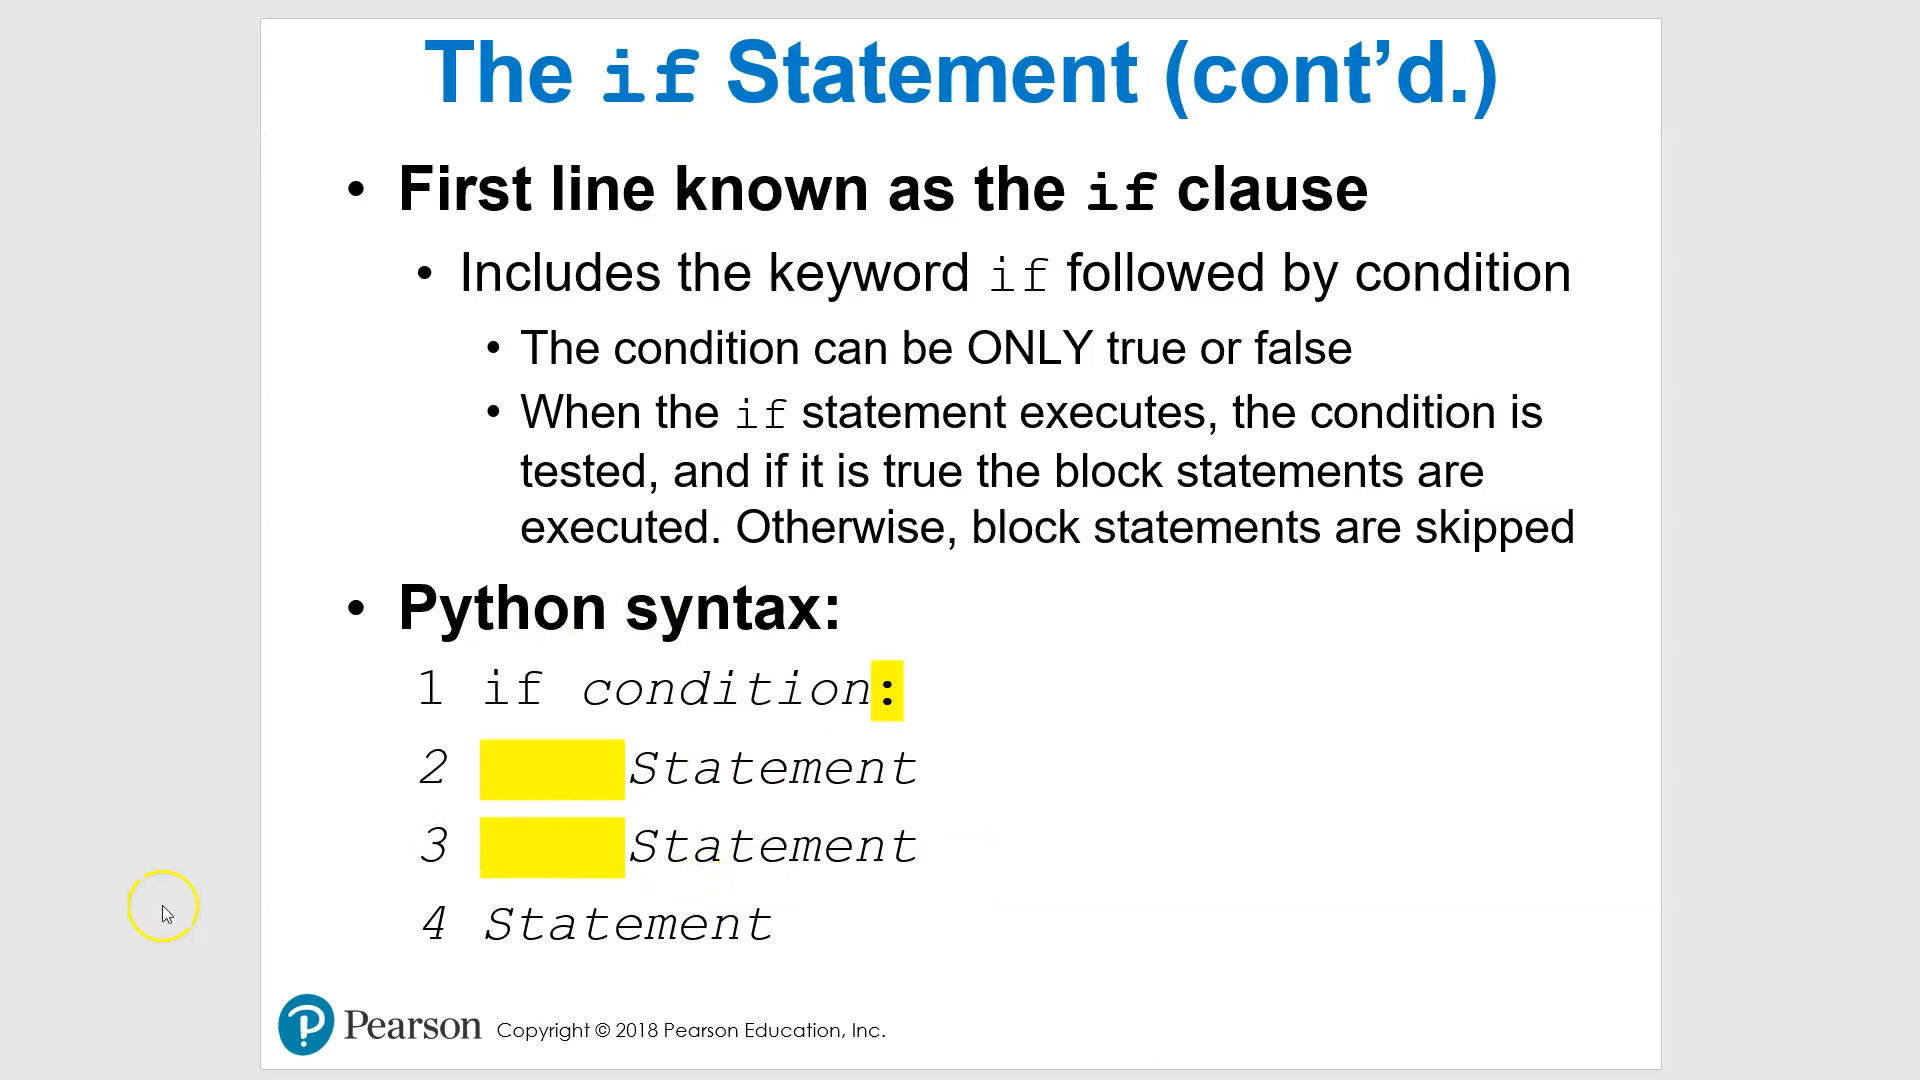 The if Statement (cont’d.)
• First line known as the if clause
• Includes the keyword if followed by condition
• The condition can be ONLY true or false
• When the if statement executes, the condition is
tested, and if it is true the block statements are
executed. Otherwise, block statements are skipped
• Python syntax:
1 if condition:
2 Statement
3 Statement
4 Statement
Pearson Copyright © 2018 Pearson Education, Inc.